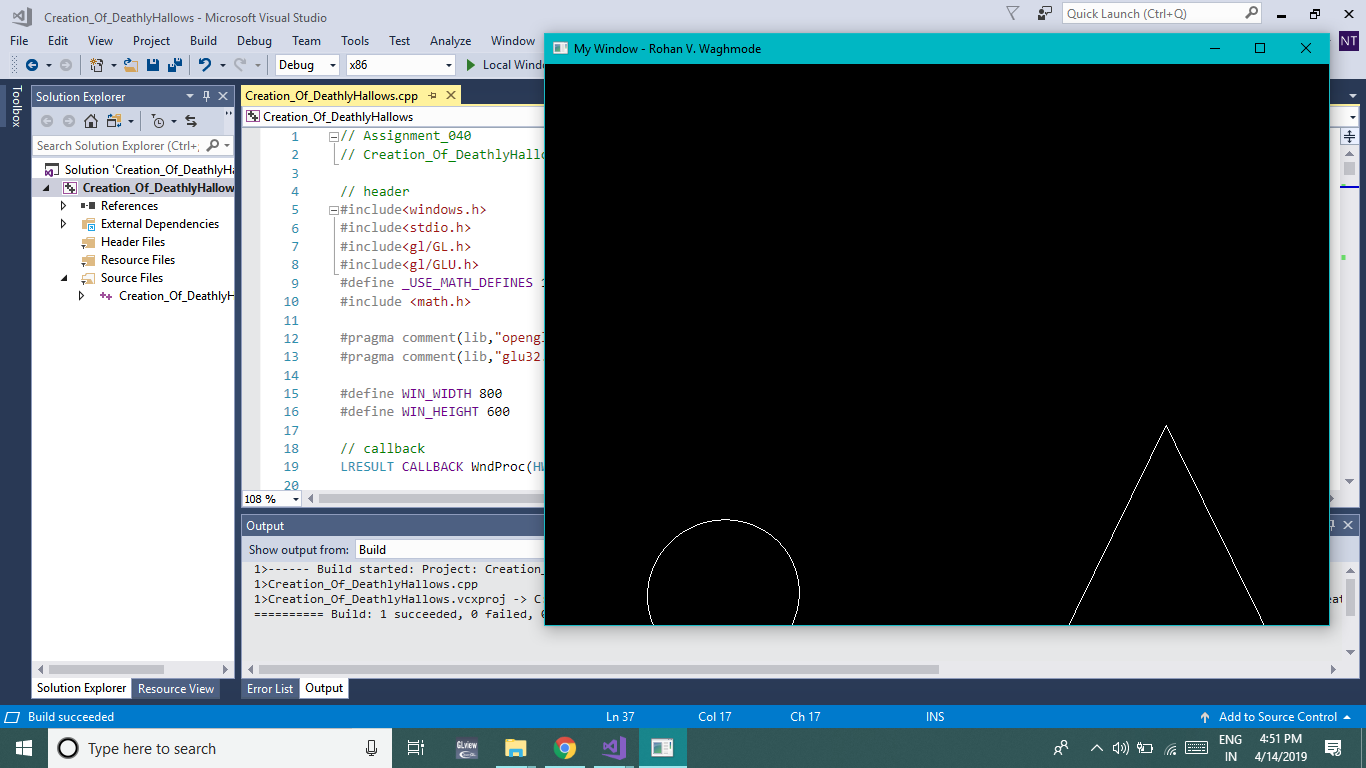 Creation_Of_DeathlyHallows - Microsoft Visual Studio
Quick Launch (Ctrl+Q)
File Edit View Project Build Debug Team Tools Test Analyze Window
NT
Debug x86 Local Wind
My Window - Rohan V. Waghmode
Toolbox
Solution Explorer
Search Solution Explorer (Ctrl+;
Solution 'Creation_Of_DeathlyHa
Creation_Of_DeathlyHallow
References
External Dependencies
Header Files
Resource Files
Source Files
Creation_Of_DeathlyH
Solution Explorer Resource View
Creation_Of_DeathlyHallows.cpp
Creation_Of_DeathlyHallows
1 // Assignment_040
2 // Creation_Of_DeathlyHallo
3
4 // header
5 #include<windows.h>
6 #include<stdio.h>
7 #include<gl/GL.h>
8 #include<gl/GLU.h>
9 #define _USE_MATH_DEFINES 1
10 #include <math.h>
11
12 #pragma comment(lib,"opengl
13 #pragma comment(lib,"glu32.
14
15 #define WIN_WIDTH 800
16 #define WIN_HEIGHT 600
17
18 // callback
19 LRESULT CALLBACK WndProc(HW
20
108 %
Output
Show output from: Build
1>------ Build started: Project: Creation_
1>Creation_Of_DeathlyHallows.cpp
1>Creation_Of_DeathlyHallows.vcxproj -> C:
========== Build: 1 succeeded, 0 failed, 0
Error List Output
Build succeeded Ln 37 Col 17 Ch 17 INS Add to Source Control
Type here to search
GLview
ENG
IN
4:51 PM
4/14/2019